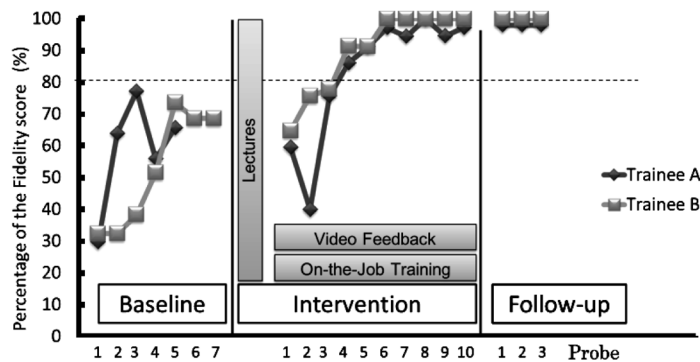 Percentage of the Fidelity score (%)
100
90
80
70
60
50
40
30
20
10
0
Lectures
Video Feedback
On-the-Job Training
Baseline
Intervention
Follow-up
1 2 3 4 5 6 7
1 2 3 4 5 6 7 8 9 10
1 2 3
Probe
Trainee A
Trainee B